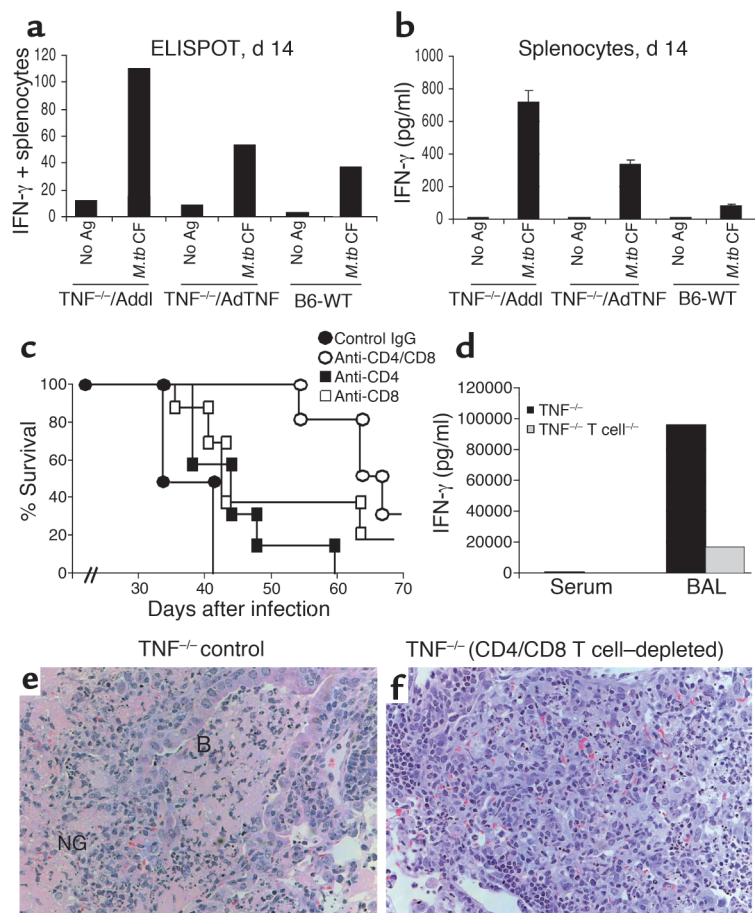 a
ELISPOT, d 14
IFN-γ + splenocytes
120
100
80
60
40
20
0
No Ag
M.tb CF
No Ag
M.tb CF
No Ag
M.tb CF
TNF–/–/AddI
TNF–/–/AdTNF
B6-WT
b
Splenocytes, d 14
IFN-γ (pg/ml)
1000
800
600
400
200
0
No Ag
M.tb CF
No Ag
M.tb CF
No Ag
M.tb CF
TNF–/–/AddI
TNF–/–/AdTNF
B6-WT
c
Control IgG
Anti-CD4/CD8
Anti-CD4
Anti-CD8
% Survival
100
80
60
40
20
0
30 40 50 60 70
Days after infection
d
IFN-γ (pg/ml)
120000
100000
80000
60000
40000
20000
0
TNF–/–
TNF–/– T cell–/–
Serum BAL
TNF–/– control
e
B
NG
TNF–/– (CD4/CD8 T cell–depleted)
f